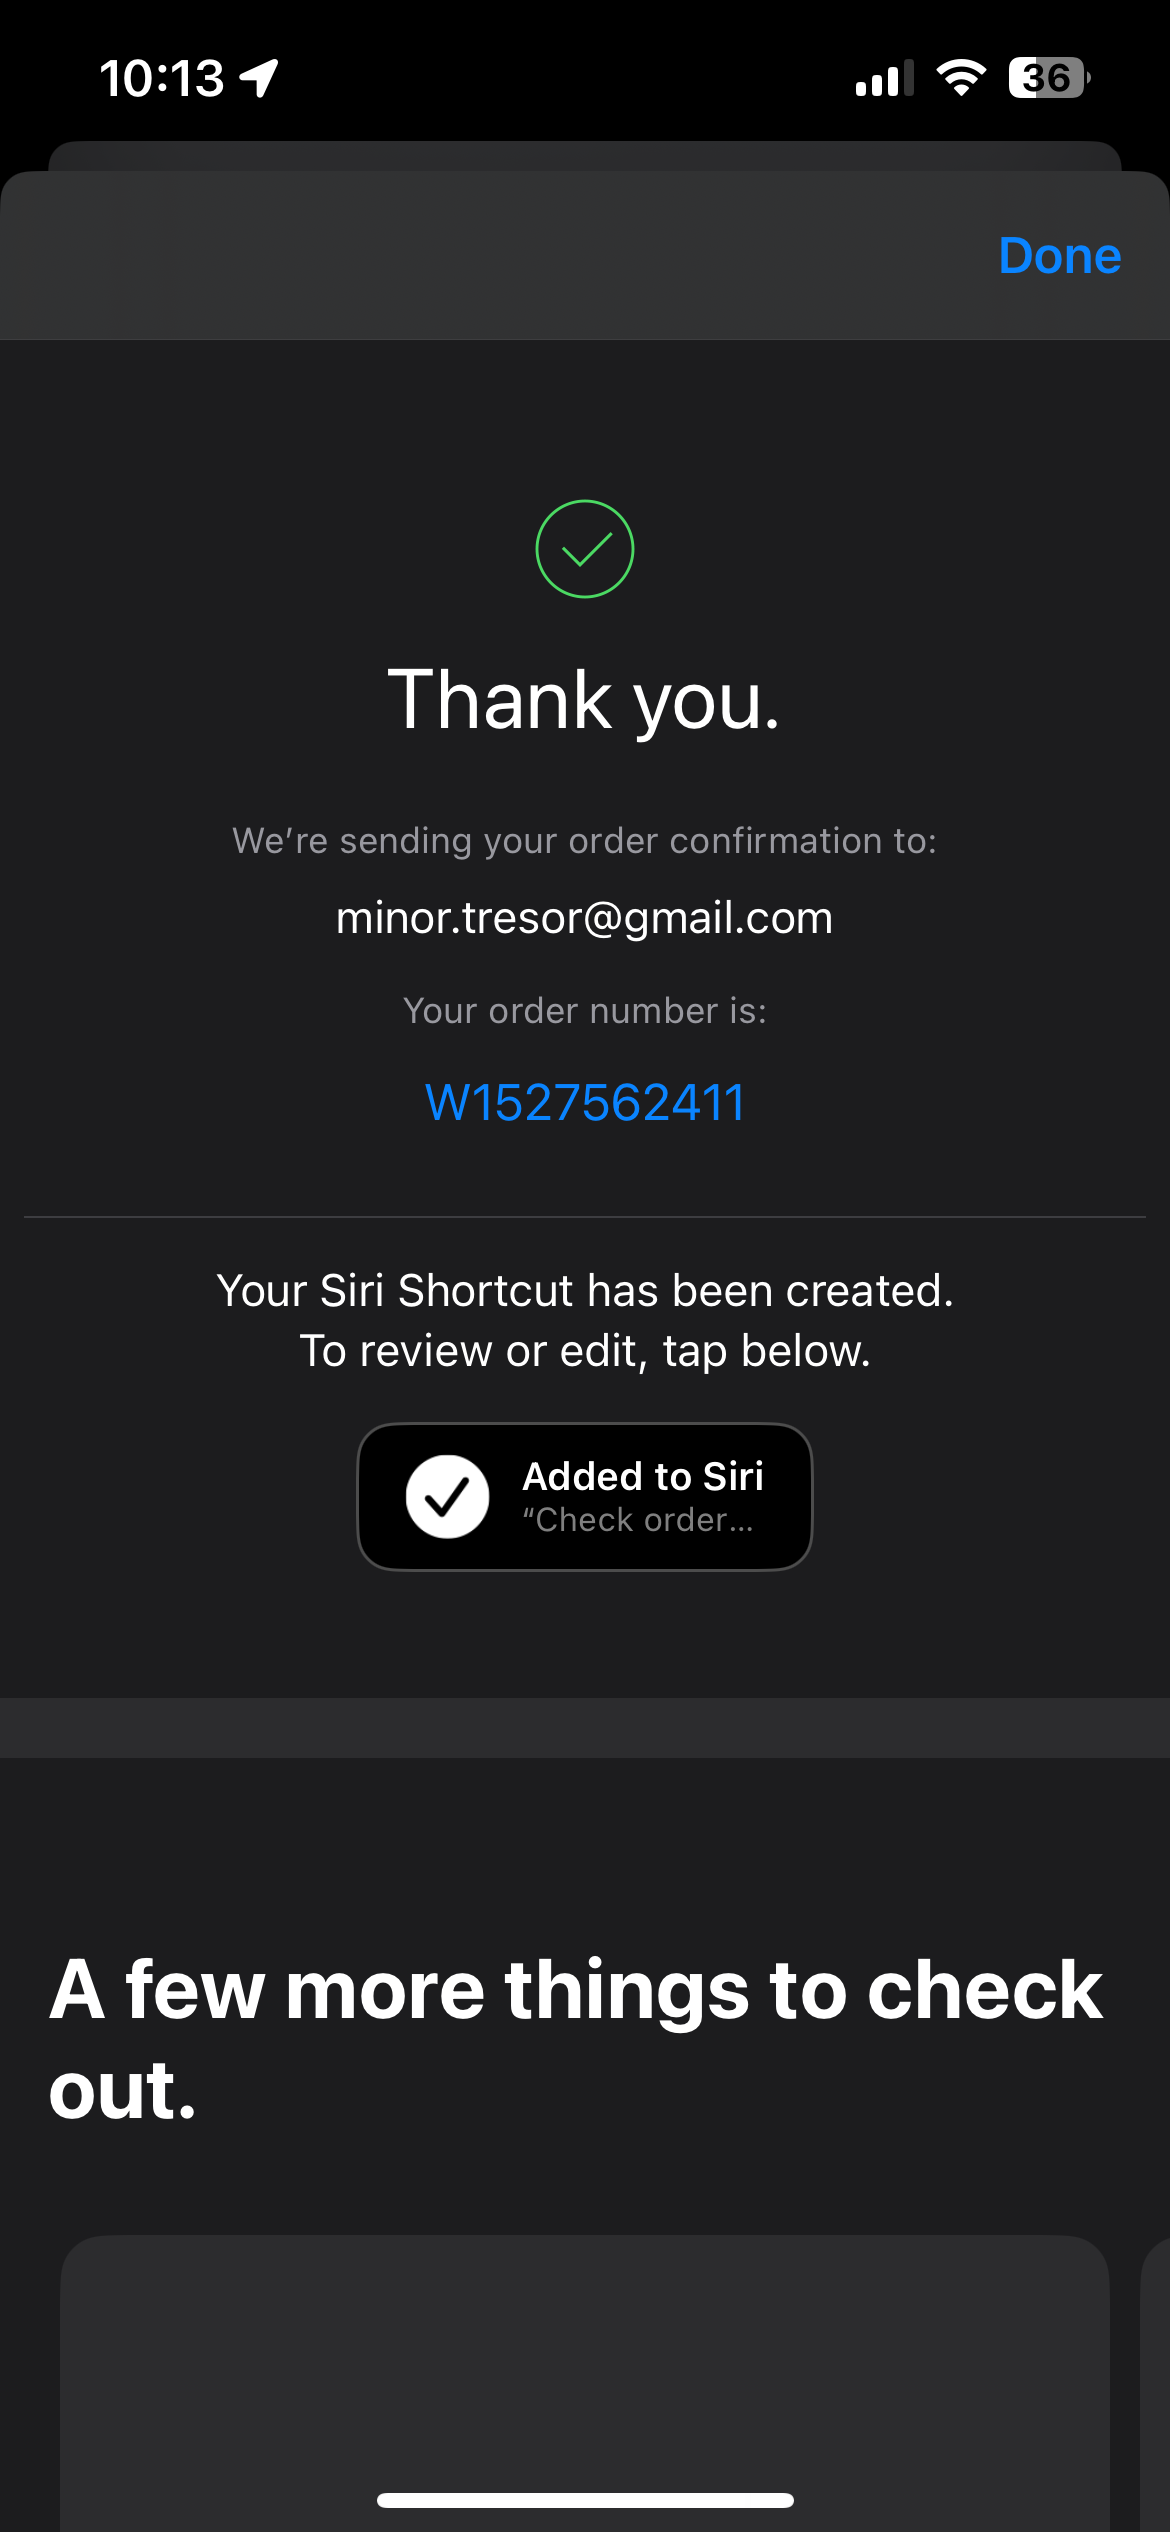 10:13
36
Done
Thank you.
We’re sending your order confirmation to:
minor.tresor@gmail.com
Your order number is:
W1527562411
Your Siri Shortcut has been created.
To review or edit, tap below.
Added to Siri
“Check order...
A few more things to check
out.